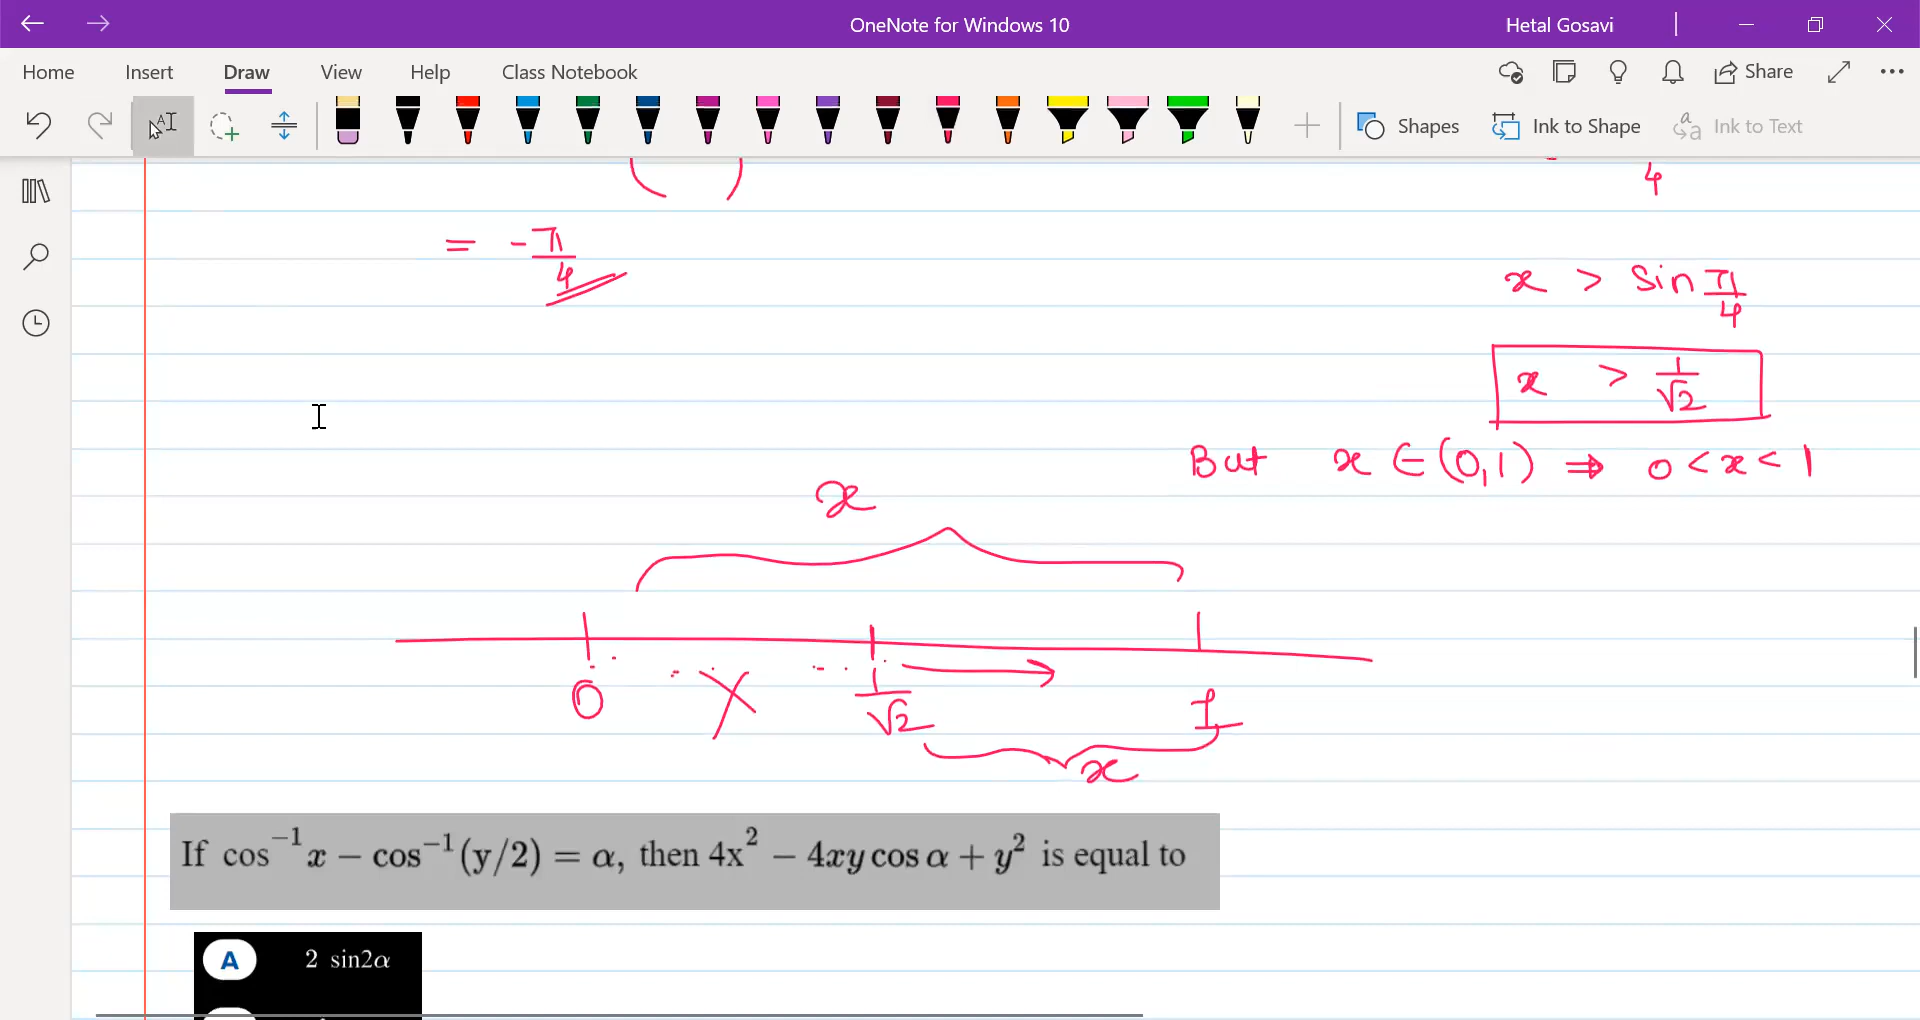 OneNote for Windows 10
Hetal Gosavi
Home Insert Draw View Help Class Notebook
Share
Shapes Ink to Shape Ink to Text
4
= -π/4
x > Sin π/4
x > 1/√2
But x ∈ (0,1) ⇒ 0 < x < 1
x
0 X 1/√2 1
x
If cos⁻¹x − cos⁻¹(y/2) = α, then 4x² − 4xy cos α + y² is equal to
A 2 sin2α